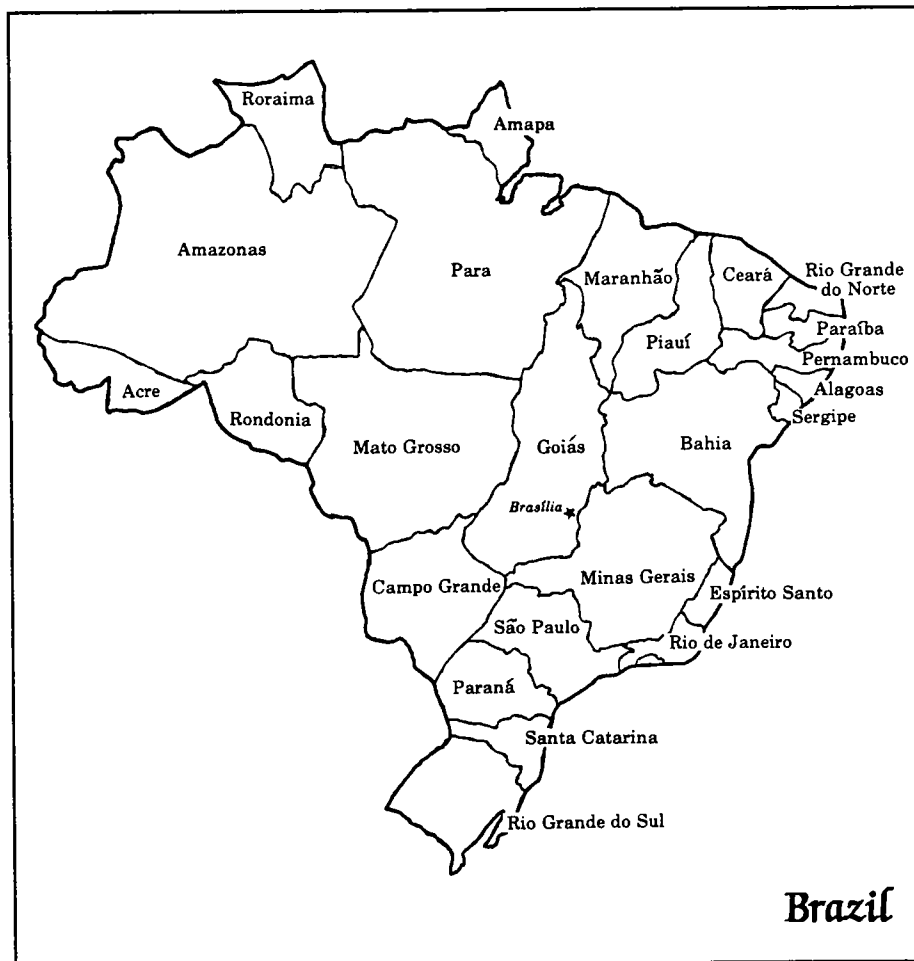 Roraima
Amapa
Amazonas
Para
Maranhão
Ceará
Rio Grande
do Norte
Piauí
Paraíba
Pernambuco
Acre
Rondonia
Alagoas
Sergipe
Mato Grosso
Goiás
Bahia
Brasília
Campo Grande
Minas Gerais
Espírito Santo
São Paulo
Rio de Janeiro
Paraná
Santa Catarina
Rio Grande do Sul
Brazil